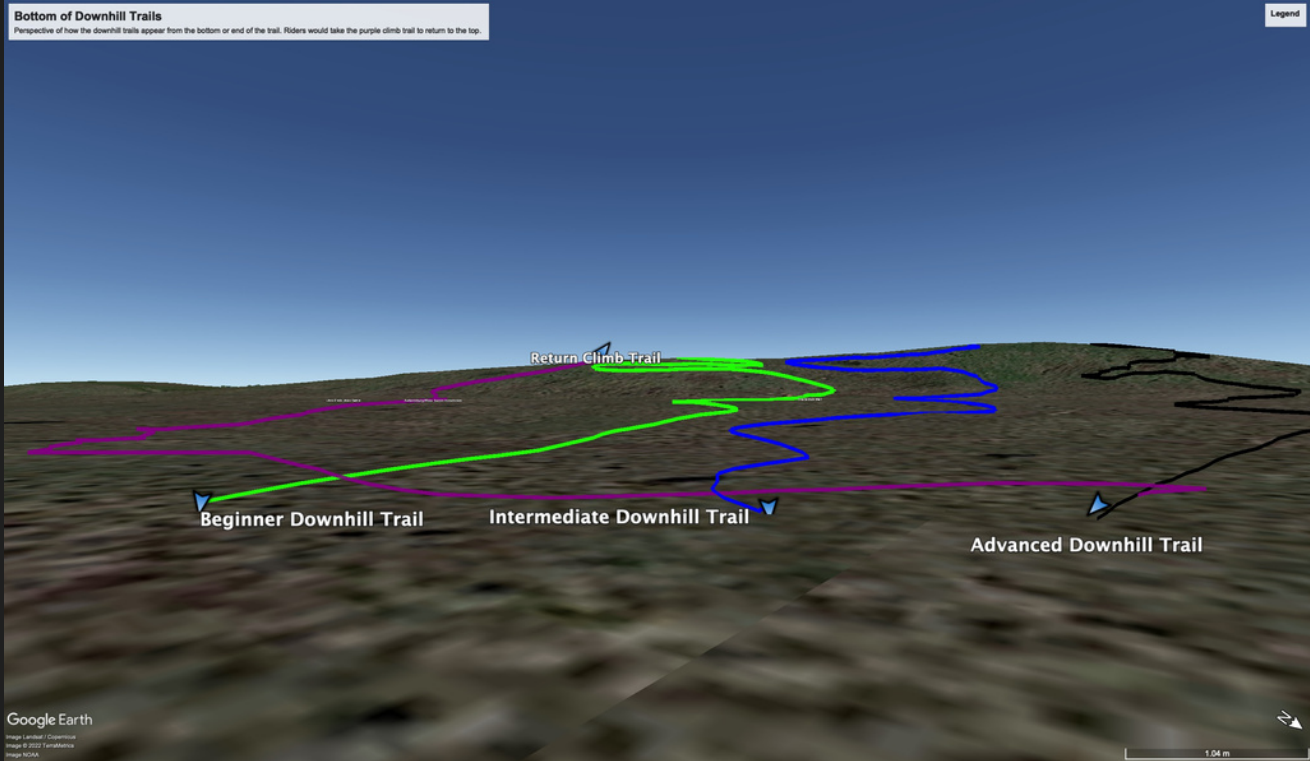 Bottom of Downhill Trails
Perspective of how the downhill trails appear from the bottom or end of the trail. Riders would take the purple climb trail to return to the top.
Legend
Return Climb Trail
Beginner Downhill Trail
Intermediate Downhill Trail
Advanced Downhill Trail
Google Earth
Image Landsat / Copernicus
Image © 2022 TerraMetrics
Image NOAA
N
1.04 m